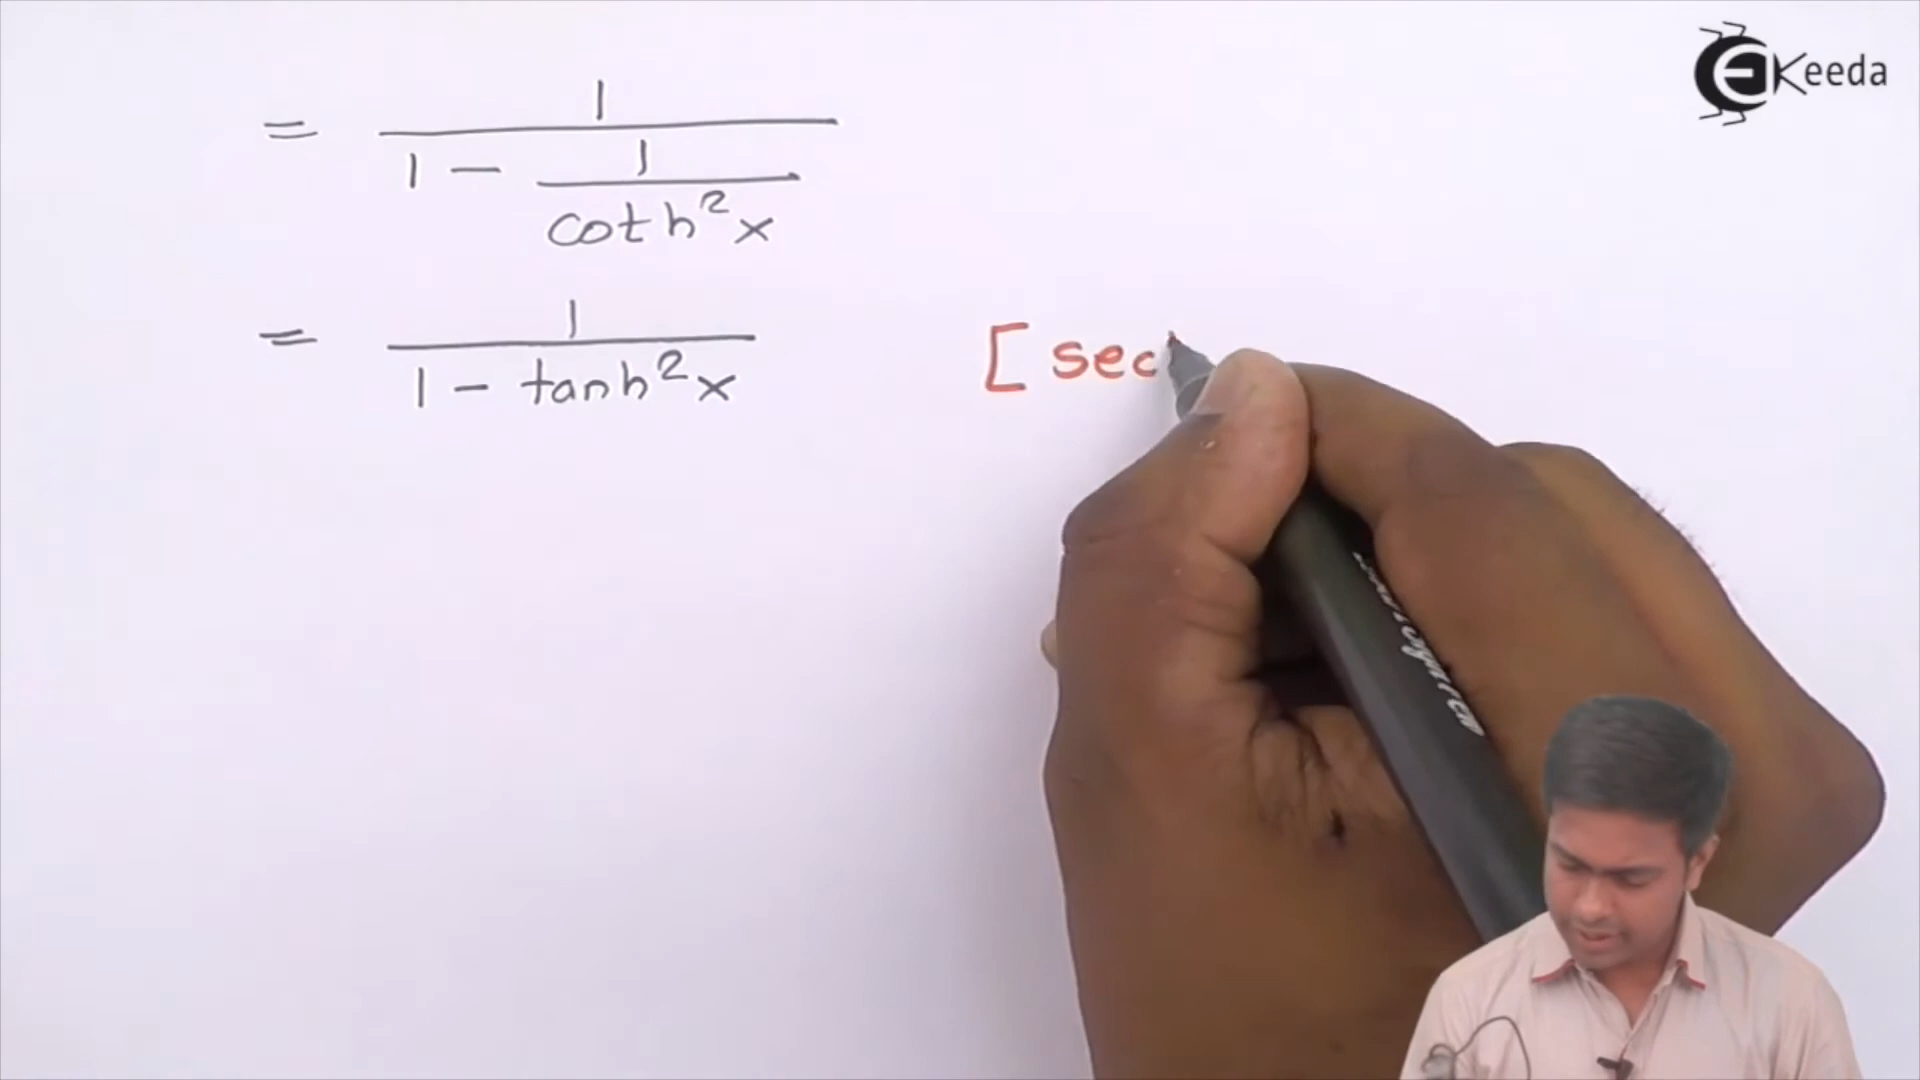 = 1 / (1 - 1 / coth²x)
= 1 / (1 - tanh²x)
[sec
Keeda